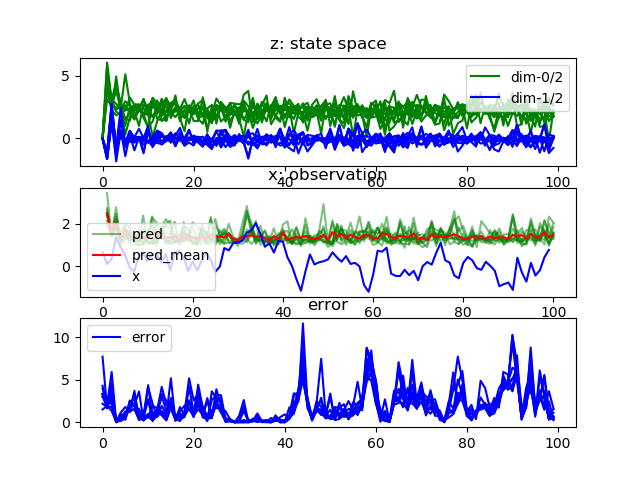 z: state space
5
0
dim-0/2
dim-1/2
0 20 40 60 80 100
x: observation
2
0
pred
pred_mean
x
0 20 40 60 80 100
error
10
5
0
error
0 20 40 60 80 100